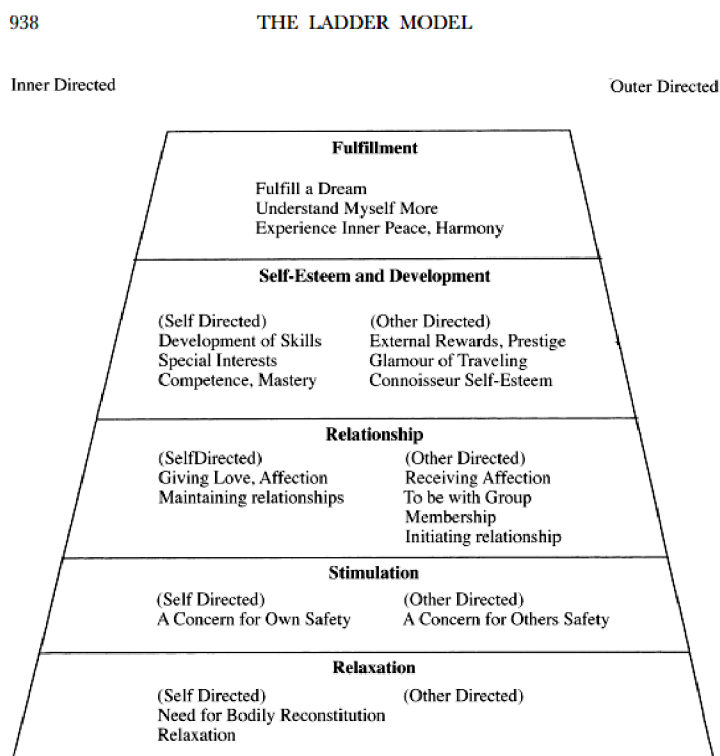 938
THE LADDER MODEL
Inner Directed
Outer Directed
Fulfillment
Fulfill a Dream
Understand Myself More
Experience Inner Peace, Harmony
Self-Esteem and Development
(Self Directed)
Development of Skills
Special Interests
Competence, Mastery
(Other Directed)
External Rewards, Prestige
Glamour of Traveling
Connoisseur Self-Esteem
Relationship
(SelfDirected)
Giving Love, Affection
Maintaining relationships
(Other Directed)
Receiving Affection
To be with Group
Membership
Initiating relationship
Stimulation
(Self Directed)
A Concern for Own Safety
(Other Directed)
A Concern for Others Safety
Relaxation
(Self Directed)
Need for Bodily Reconstitution
Relaxation
(Other Directed)